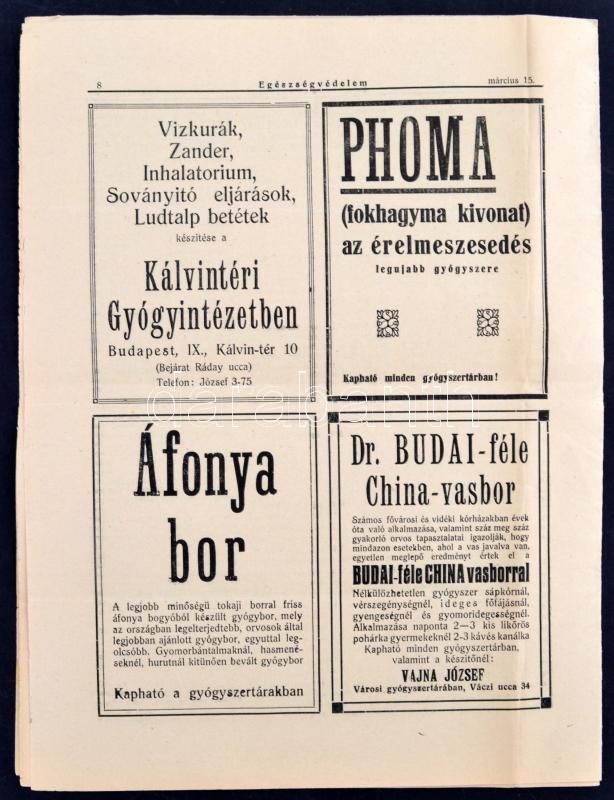 8
Egészségvédelem
március 15.
Vizkurák,
Zander,
Inhalatorium,
Soványitó eljárások,
Ludtalp betétek
készitése a
Kálvintéri
Gyógyintézetben
Budapest, IX., Kálvin-tér 10
(Bejárat Ráday ucca)
Telefon: József 3-75
PHOMA
(fokhagyma kivonat)
az érelmeszesedés
legujabb gyógyszere
Kapható minden gyógyszertárban!
darabanth
Áfonya
bor
A legjobb minőségü tokaji borral friss
áfonya bogyóból készült gyógybor, mely
az országban legelterjedtebb, orvosok által
legjobban ajánlott gyógybor, egyuttal leg-
olcsóbb. Gyomorbántalmaknál, hasmené-
seknél, hurutnál kitünően bevált gyógybor
Kapható a gyógyszertárakban
Dr. BUDAI-féle
China-vasbor
Számos fővárosi és vidéki kórházakban évek
óta való alkalmazása, valamint száz meg száz
gyakorló orvos tapasztalatai igazolják, hogy
mindazon esetekben, ahol a vas javalva van,
egyetlen meglepő eredményt értek el a
BUDAI-féle CHINA vasborral
Nélkülözhetetlen gyógyszer sápkórnál,
vérszegénységnél, ideges főfájásnál,
gyengeségnél és gyomoridegességnél.
Alkalmazása naponta 2—3 kis likőrös
pohárka gyermekeknél 2-3 kávés kanálka
Kapható minden gyógyszertárban,
valamint a készitőnél:
VAJNA JÓZSEF
Városi gyógyszertárában, Váczi ucca 34